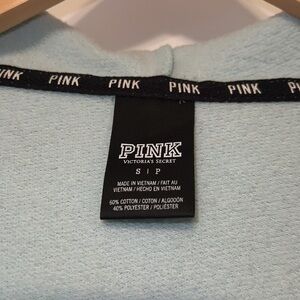 PINK PINK PINK PINK PINK
PINK
VICTORIA'S SECRET
S | P
MADE IN VIETNAM / FAIT AU
VIETNAM / HECHO EN VIETNAM
60% COTTON / COTON / ALGODÓN
40% POLYESTER / POLIÉSTER